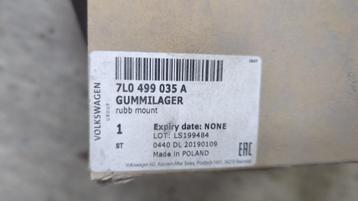 VOLKSWAGEN
GROUP
7L0 499 035 A
GUMMILAGER
rubb mount
1
ST
Expiry date: NONE
LOT: LS199484
0440 DL 20190109
Made in POLAND
EAC